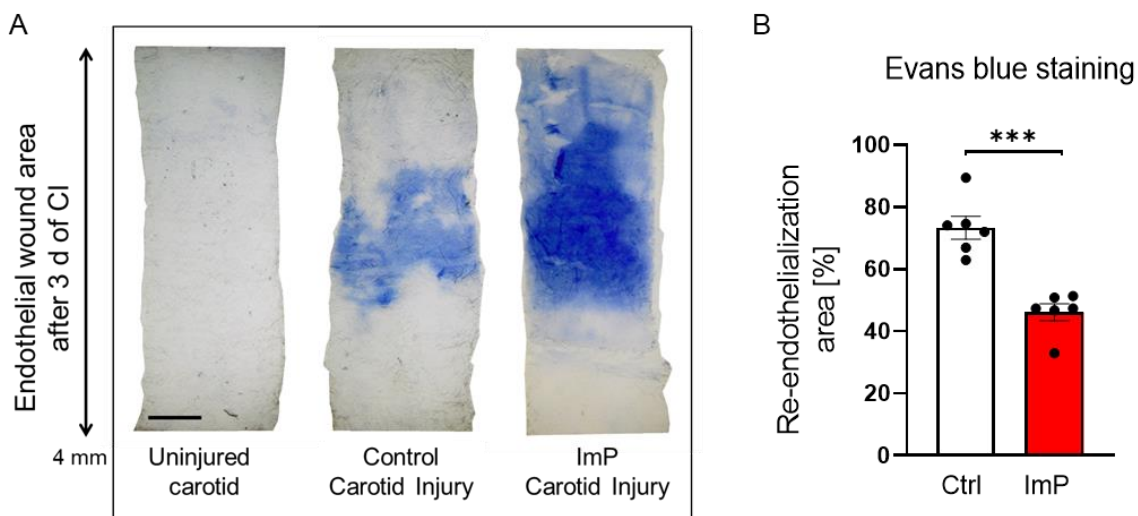 A
Endothelial wound area
after 3 d of CI
4 mm
Uninjured
carotid
Control
Carotid Injury
ImP
Carotid Injury
B
Evans blue staining
***
Re-endothelialization
area [%]
100
80
60
40
20
0
Ctrl
ImP